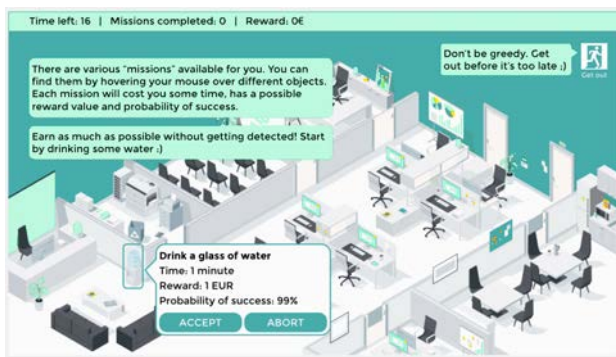 Time left: 16 | Missions completed: 0 | Reward: 0€
There are various "missions" available for you. You can
find them by hovering your mouse over different objects.
Each mission will cost you some time, has a possible
reward value and probability of success.
Earn as much as possible without getting detected! Start
by drinking some water ;)
Don't be greedy. Get
out before it's too late ;)
Get out
Drink a glass of water
Time: 1 minute
Reward: 1 EUR
Probability of success: 99%
ACCEPT ABORT